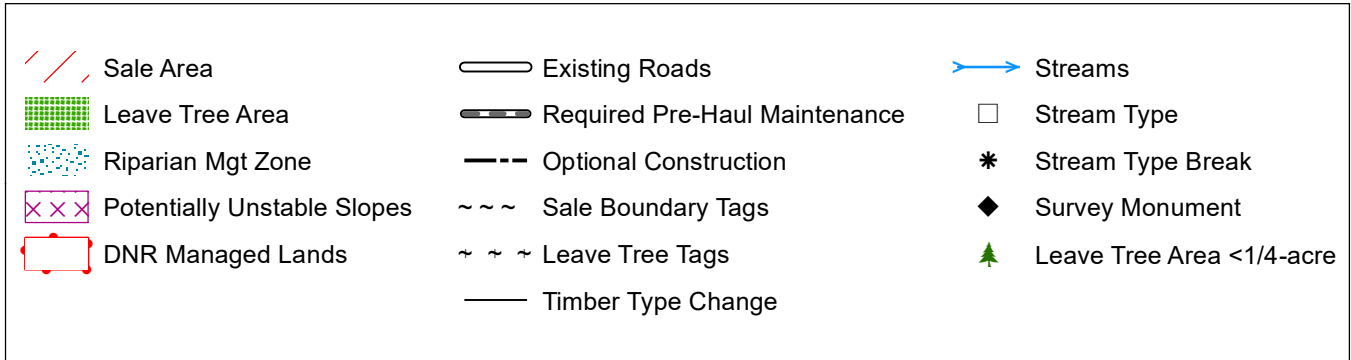 Sale Area
Leave Tree Area
Riparian Mgt Zone
Potentially Unstable Slopes
DNR Managed Lands
Existing Roads
Required Pre-Haul Maintenance
Optional Construction
Sale Boundary Tags
Leave Tree Tags
Timber Type Change
Streams
Stream Type
Stream Type Break
Survey Monument
Leave Tree Area <1/4-acre